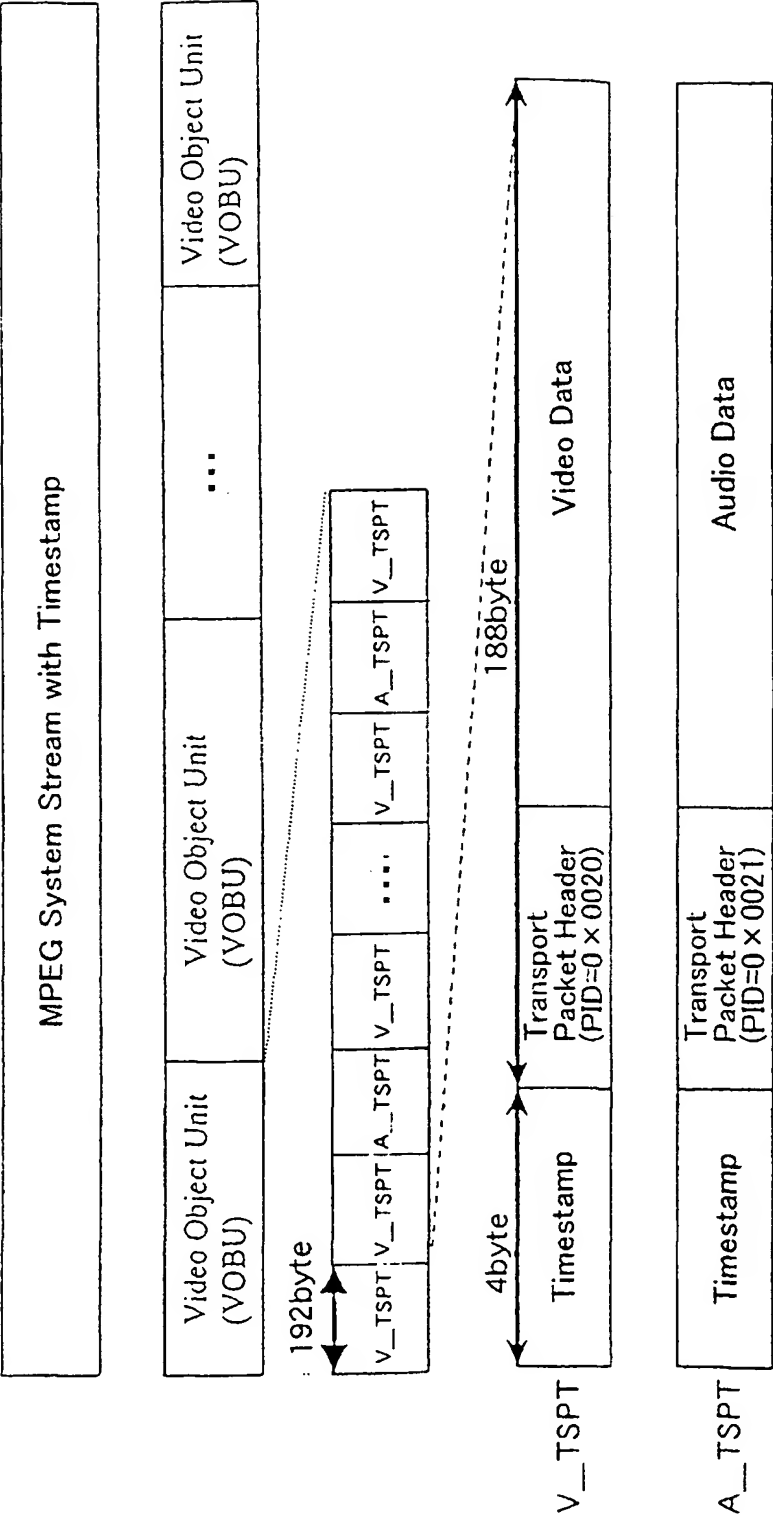 MPEG System Stream with Timestamp
Video Object Unit
(VOBU)
Video Object Unit
(VOBU)
...
Video Object Unit
(VOBU)
192byte
V_TSPT
V_TSPT
A_TSPT
V_TSPT
....
V_TSPT
A_TSPT
V_TSPT
4byte
188byte
V_TSPT
Timestamp
Transport
Packet Header
(PID=0×0020)
Video Data
A_TSPT
Timestamp
Transport
Packet Header
(PID=0×0021)
Audio Data